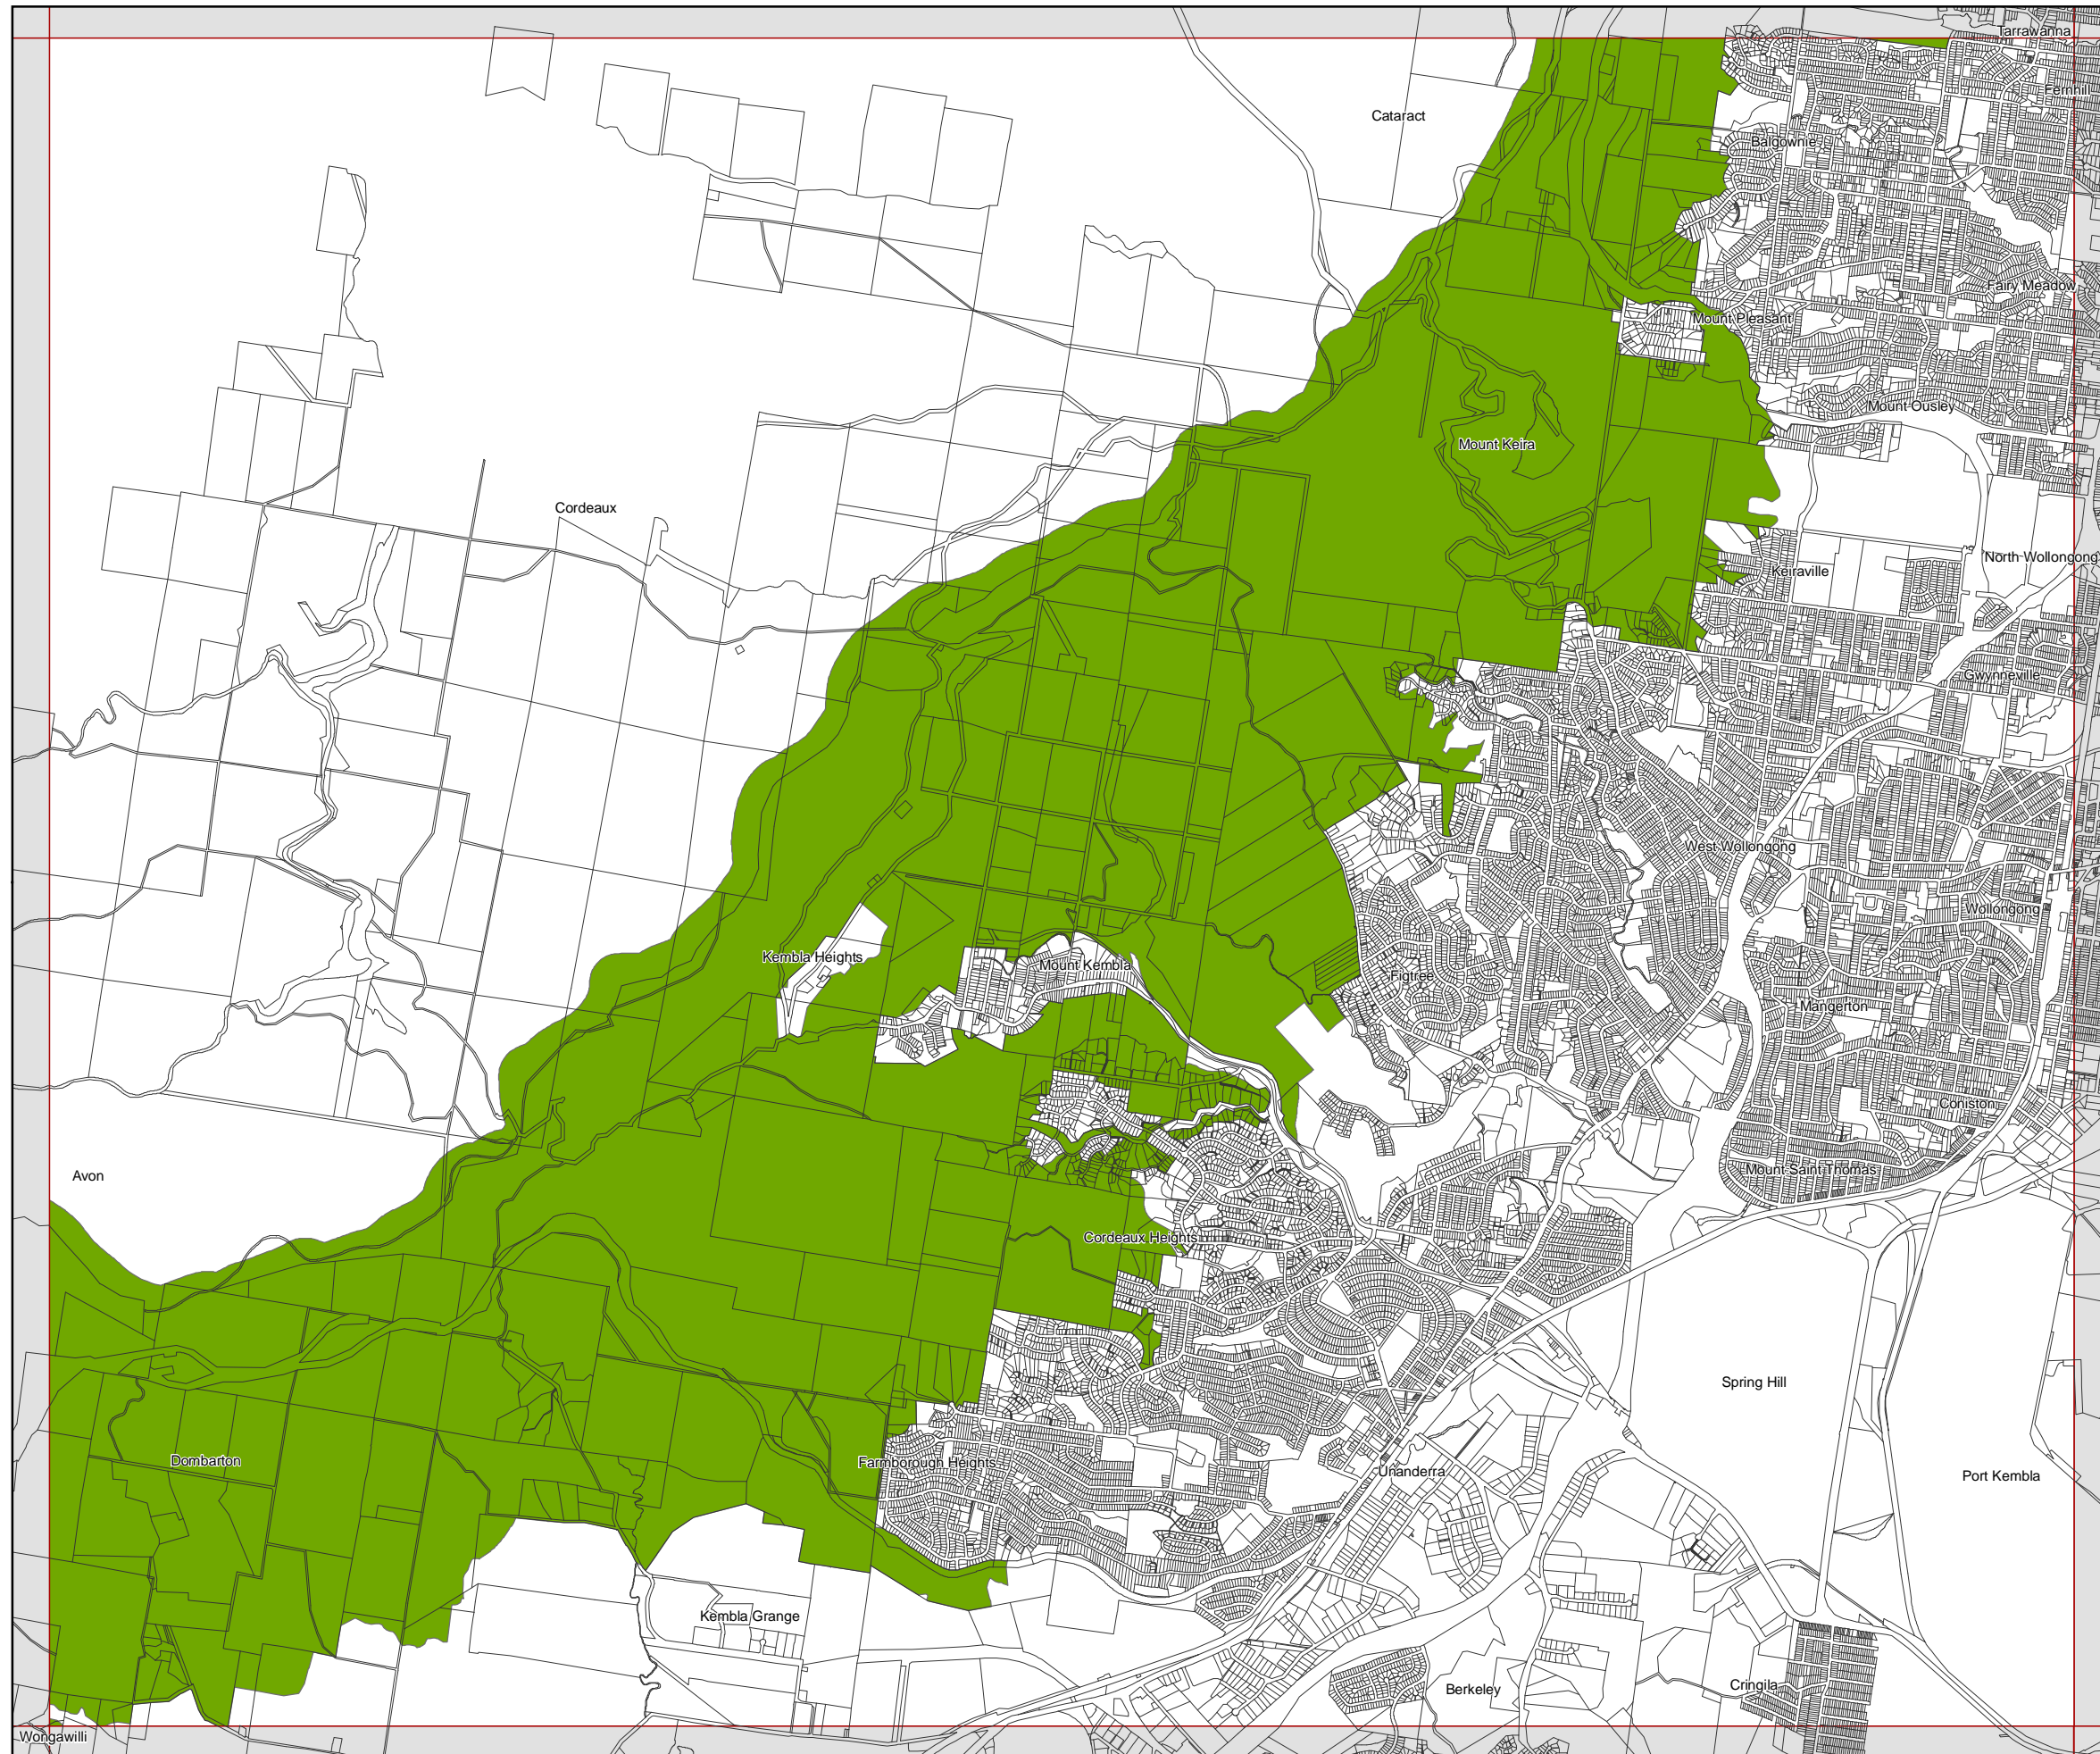 Tarrawanna
Fernhill
Cataract
Balgownie
Fairy Meadow
Mount Pleasant
Mount Ousley
Mount Keira
Cordeaux
North Wollongong
Keiraville
Gwynneville
West Wollongong
Wollongong
Kembla Heights
Mount Kembla
Figtree
Mangerton
Coniston
Mount Saint Thomas
Avon
Cordeaux Heights
Spring Hill
Dombarton
Farmborough Heights
Unanderra
Port Kembla
Kembla Grange
Berkeley
Cringila
Wongawilli